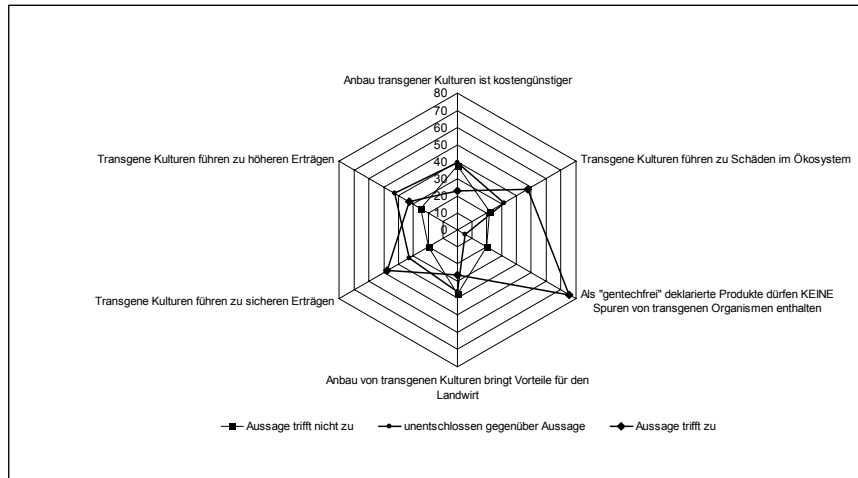 Anbau transgener Kulturen ist kostengünstiger
80
70
60
50
40
30
20
10
0
Transgene Kulturen führen zu höheren Erträgen
Transgene Kulturen führen zu Schäden im Ökosystem
Transgene Kulturen führen zu sicheren Erträgen
Als "gentechfrei" deklarierte Produkte dürfen KEINE
Spuren von transgenen Organismen enthalten
Anbau von transgenen Kulturen bringt Vorteile für den
Landwirt
Aussage trifft nicht zu
unentschlossen gegenüber Aussage
Aussage trifft zu